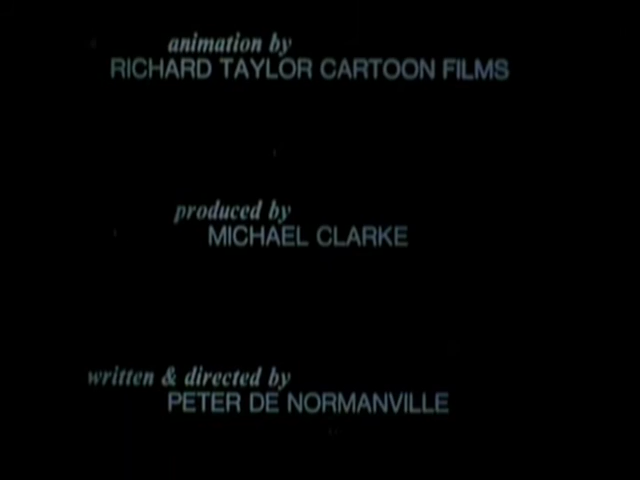 animation by
RICHARD TAYLOR CARTOON FILMS
produced by
MICHAEL CLARKE
written & directed by
PETER DE NORMANVILLE